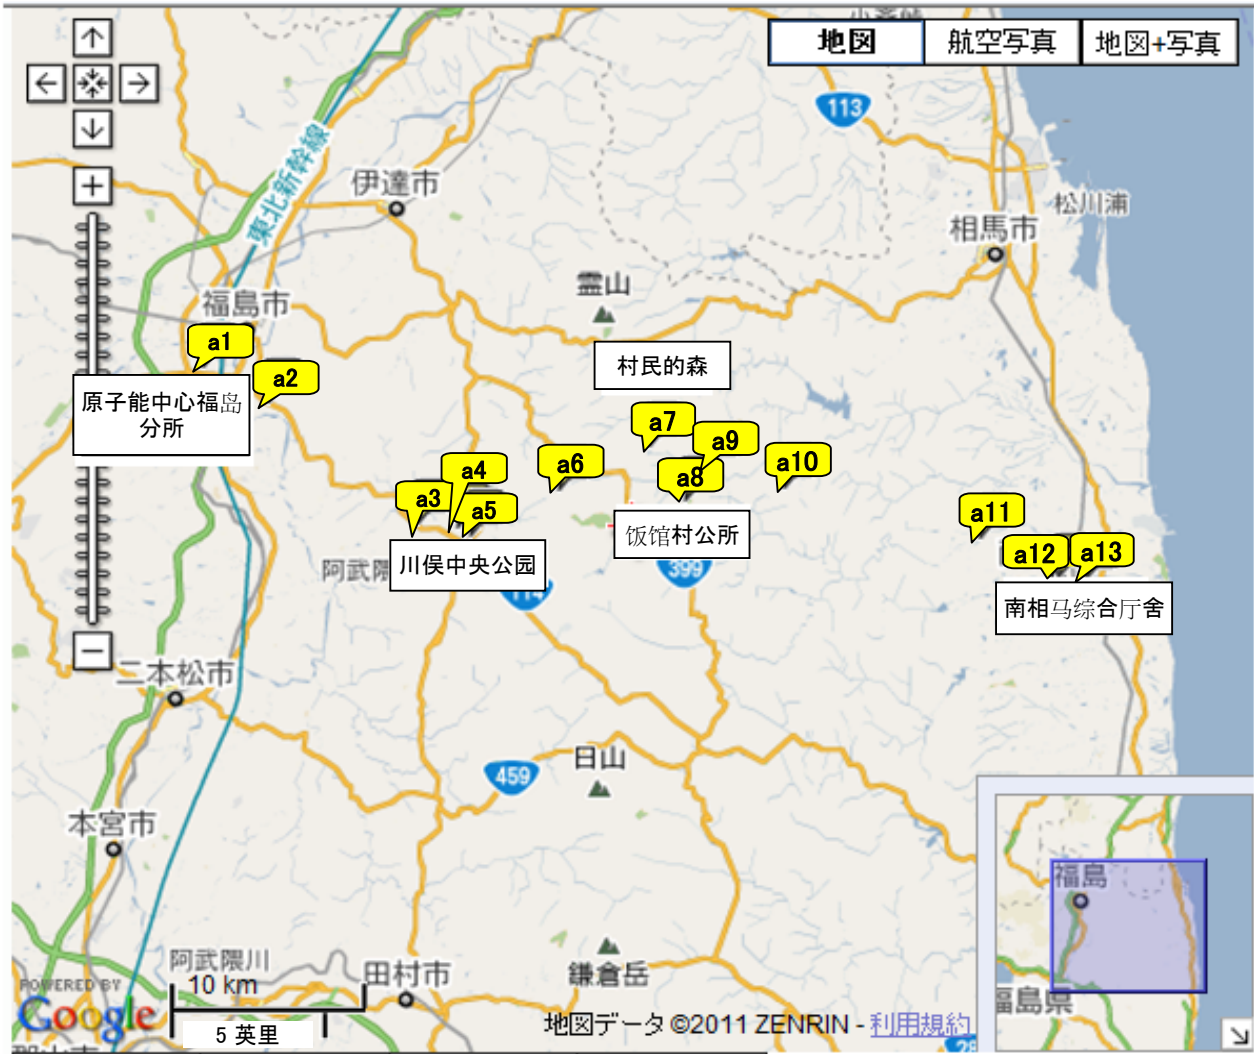 地図
航空写真
地図+写真
113
東北新幹線
伊達市
松川浦
相馬市
霊山
福島市
a1
a2
原子能中心福岛
分所
村民的森
a7
a9
a6
a4
a10
a8
a3
a5
a11
饭馆村公所
a12
a13
川俣中央公园
阿武隈
399
114
南相马综合厅舍
二本松市
日山
459
本宮市
福島
阿武隈川
10 km
田村市
鎌倉岳
POWERED BY
Google
5 英里
地図データ ©2011 ZENRIN - 利用規約
福島県